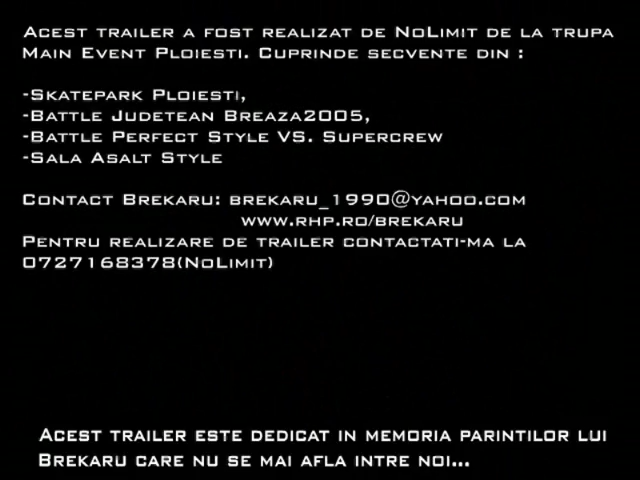 Acest trailer a fost realizat de NoLimit de la trupa
Main Event Ploiesti. Cuprinde secvente din :
-Skatepark Ploiesti,
-Battle Judetean Breaza2005,
-Battle Perfect Style VS. Supercrew
-Sala Asalt Style
Contact Brekaru: brekaru_1990@yahoo.com
www.rhp.ro/brekaru
Pentru realizare de trailer contactati-ma la
0727168378(NoLimit)
Acest trailer este dedicat in memoria parintilor lui
Brekaru care nu se mai afla intre noi...